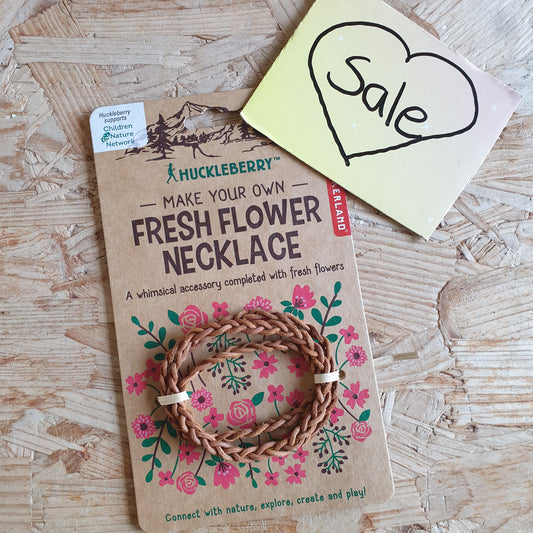 Sale
Huckleberry
supports
Children
Nature
Network
HUCKLEBERRY™
MAKE YOUR OWN
FRESH FLOWER
NECKLACE
A whimsical accessory completed with fresh flowers
ERLAND
Connect with nature, explore, create and play!